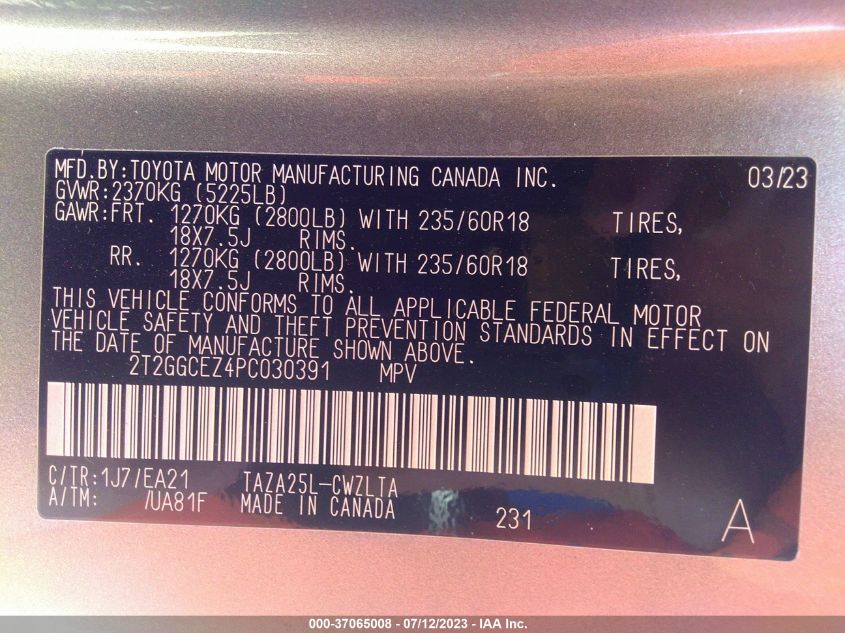 MFD.BY:TOYOTA MOTOR MANUFACTURING CANADA INC. 03/23
GVWR:2370KG (5225LB)
GAWR:FRT. 1270KG (2800LB) WITH 235/60R18 TIRES,
18X7.5J RIMS.
RR. 1270KG (2800LB) WITH 235/60R18 TIRES,
18X7.5J RIMS.
THIS VEHICLE CONFORMS TO ALL APPLICABLE FEDERAL MOTOR
VEHICLE SAFETY AND THEFT PREVENTION STANDARDS IN EFFECT ON
THE DATE OF MANUFACTURE SHOWN ABOVE.
2T2GGCEZ4PC030391 MPV
C/TR:1J7/EA21 TAZA25L-CWZLTA
A/TM: /UA81F MADE IN CANADA 231 A
000-37065008 - 07/12/2023 - IAA Inc.